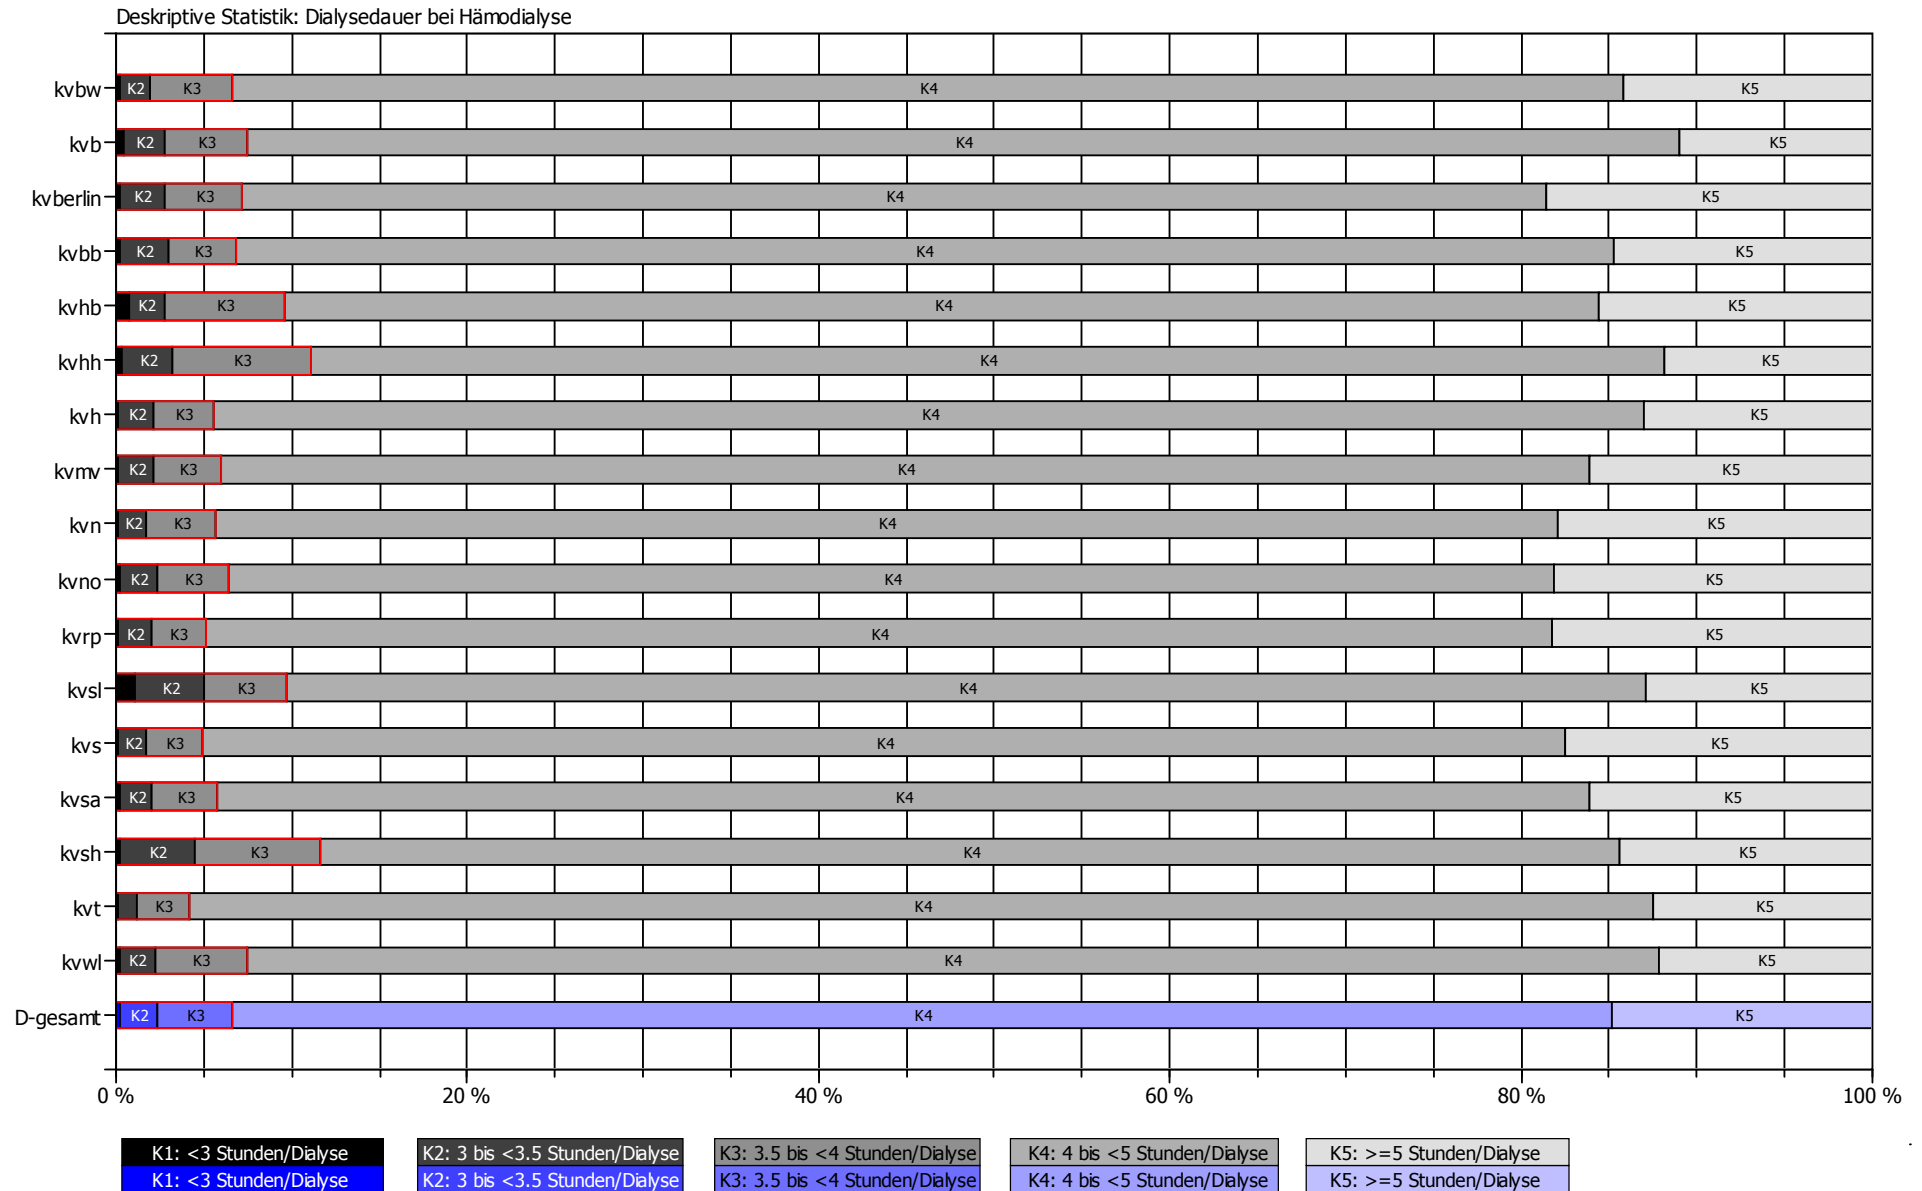 Deskriptive Statistik: Dialysedauer bei Hämodialyse
kvbw K2 K3 K4 K5
kvb K2 K3 K4 K5
kvberlin K2 K3 K4 K5
kvbb K2 K3 K4 K5
kvhb K2 K3 K4 K5
kvhh K2 K3 K4 K5
kvh K2 K3 K4 K5
kvmv K2 K3 K4 K5
kvn K2 K3 K4 K5
kvno K2 K3 K4 K5
kvrp K2 K3 K4 K5
kvsl K2 K3 K4 K5
kvs K2 K3 K4 K5
kvsa K2 K3 K4 K5
kvsh K2 K3 K4 K5
kvt K3 K4 K5
kvwl K2 K3 K4 K5
D-gesamt K2 K3 K4 K5
0 % 20 % 40 % 60 % 80 % 100 %
K1: <3 Stunden/Dialyse K2: 3 bis <3.5 Stunden/Dialyse K3: 3.5 bis <4 Stunden/Dialyse K4: 4 bis <5 Stunden/Dialyse K5: >=5 Stunden/Dialyse
K1: <3 Stunden/Dialyse K2: 3 bis <3.5 Stunden/Dialyse K3: 3.5 bis <4 Stunden/Dialyse K4: 4 bis <5 Stunden/Dialyse K5: >=5 Stunden/Dialyse